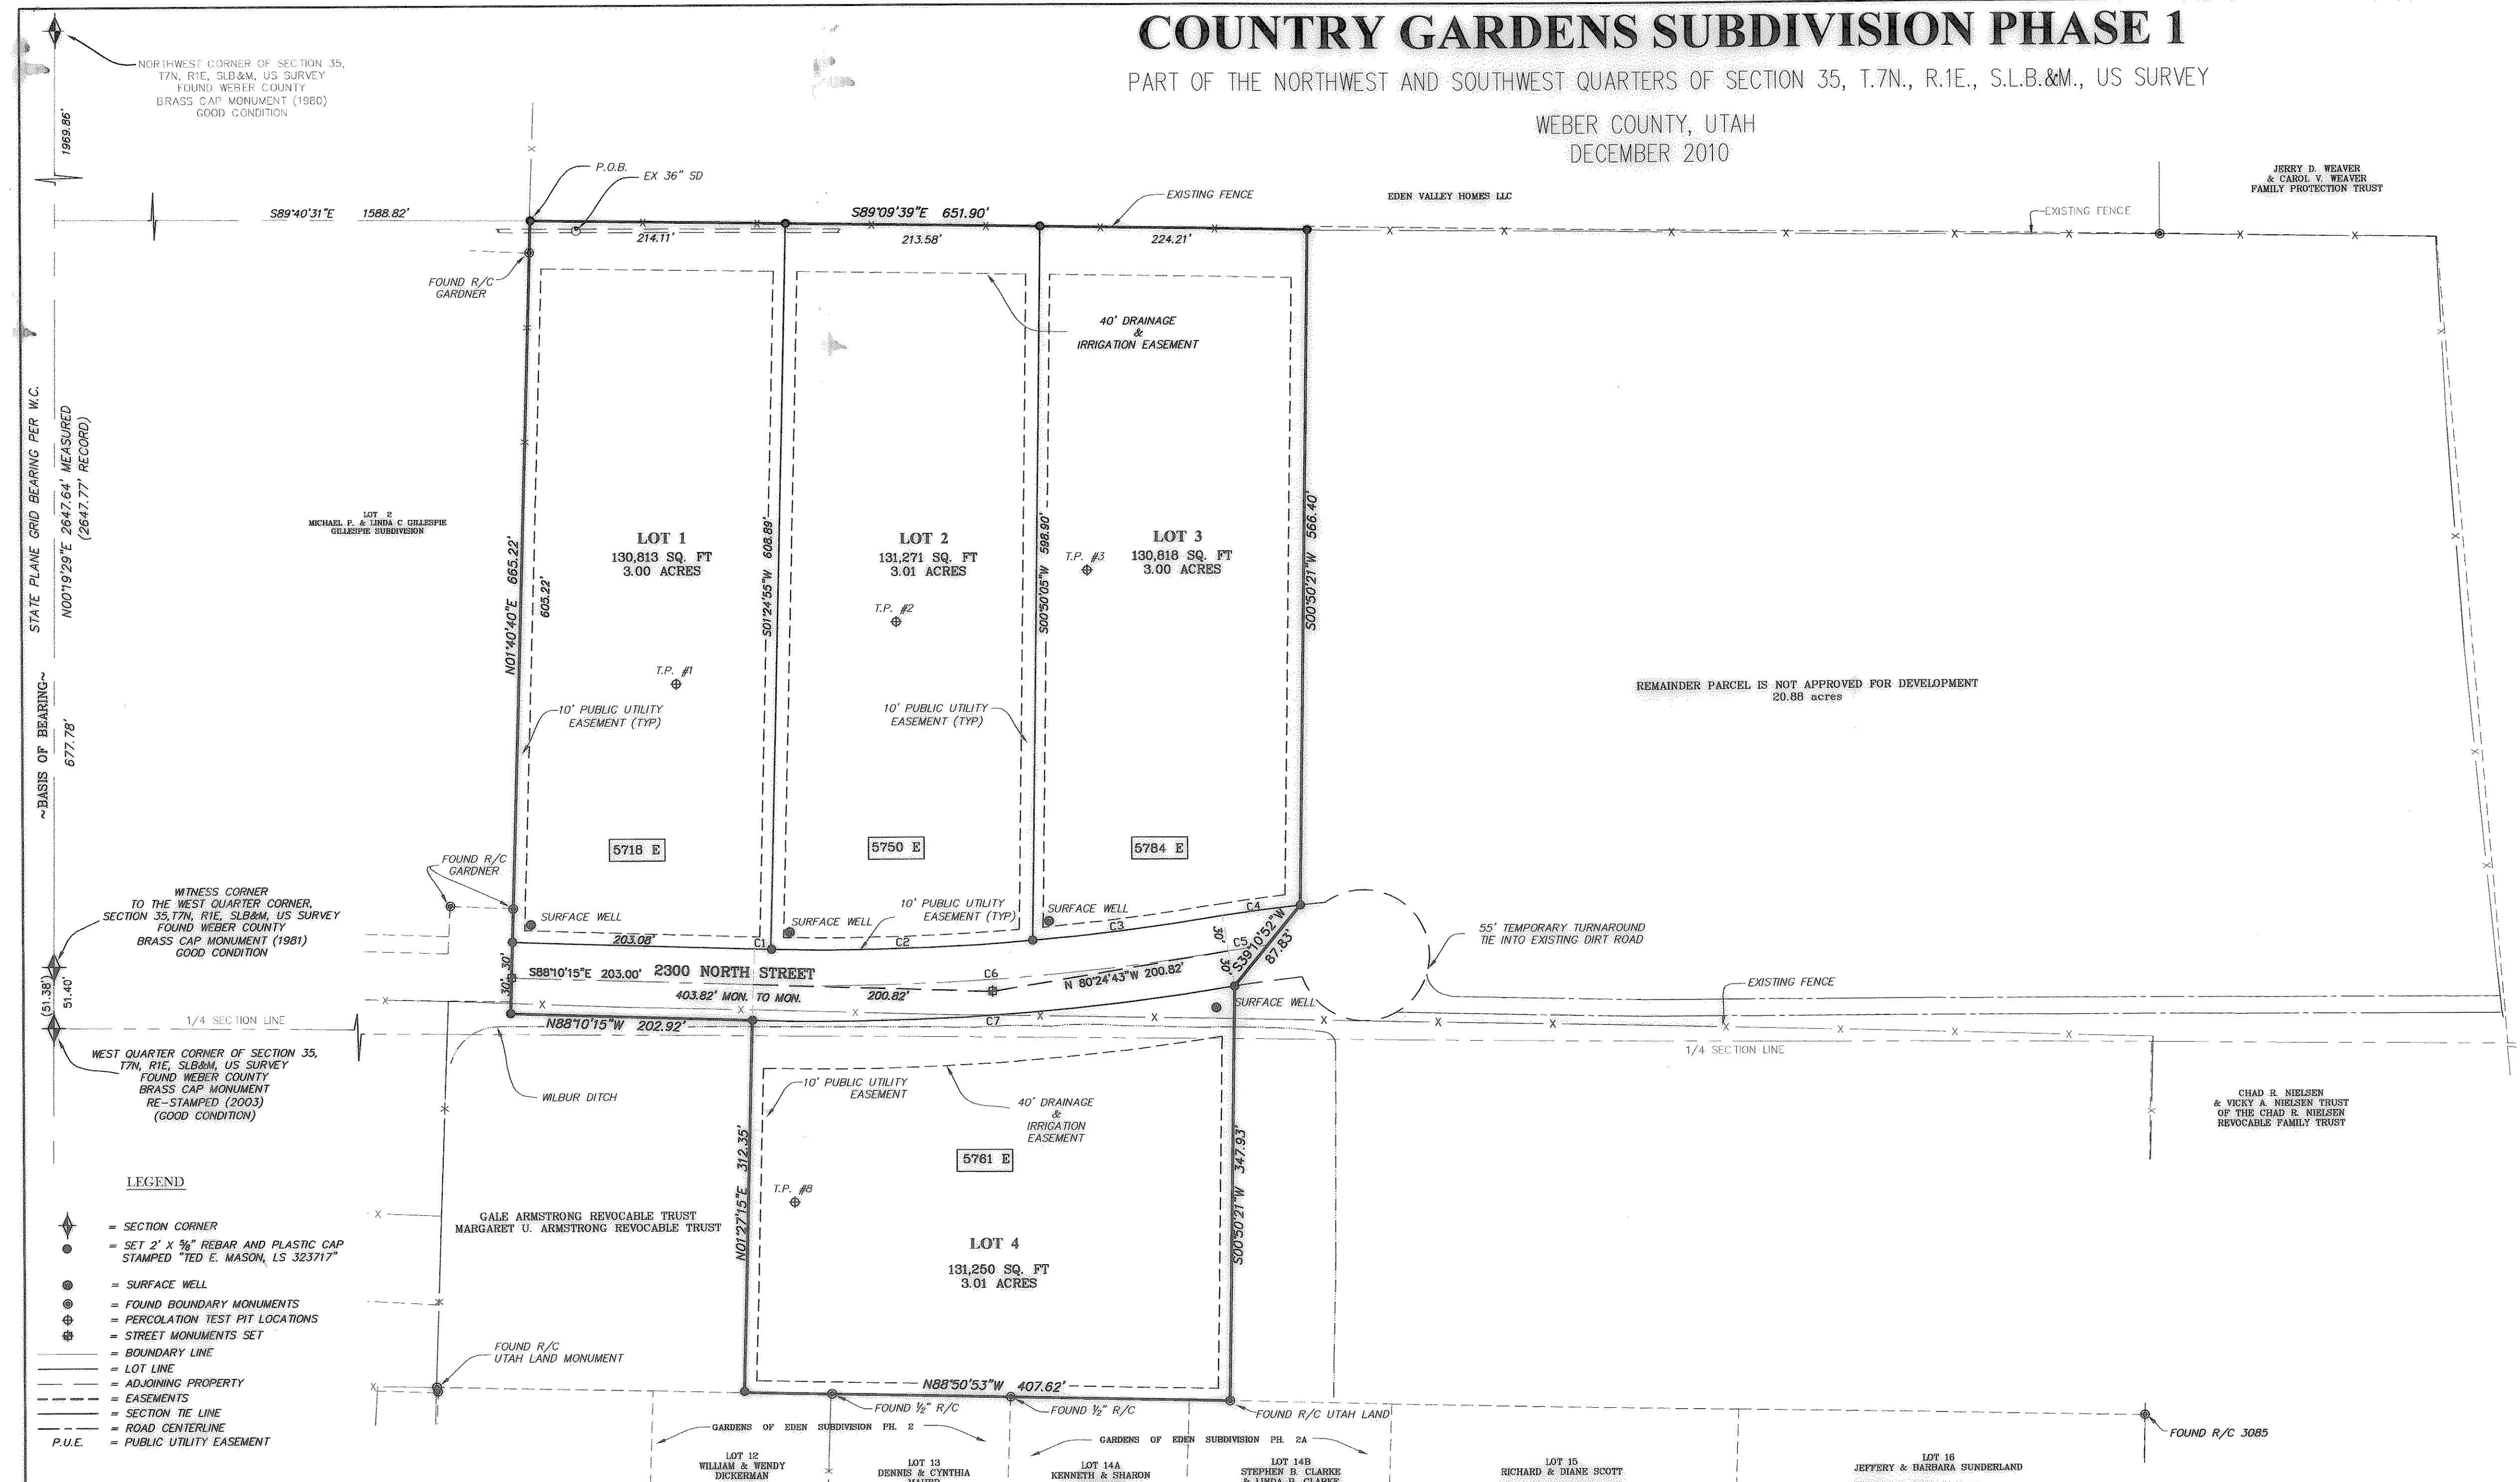 COUNTRY GARDENS SUBDIVISION PHASE 1
PART OF THE NORTHWEST AND SOUTHWEST QUARTERS OF SECTION 35, T.7N., R.1E., S.L.B.&M., US SURVEY
WEBER COUNTY, UTAH
DECEMBER 2010
NORTHWEST CORNER OF SECTION 35,
T7N, R1E, SLB&M, US SURVEY
FOUND WEBER COUNTY
BRASS CAP MONUMENT (1980)
GOOD CONDITION
1969.86'
P.O.B.
EX 36" SD
S89°40'31"E 1588.82'
S89°09'39"E 651.90'
EXISTING FENCE
EDEN VALLEY HOMES LLC
JERRY D. WEAVER
& CAROL V. WEAVER
FAMILY PROTECTION TRUST
EXISTING FENCE
214.11'
213.58'
224.21'
FOUND R/C
GARDNER
40' DRAINAGE
&
IRRIGATION EASEMENT
STATE PLANE GRID BEARING PER W.C.
N00°19'29"E 2647.64' MEASURED
(2647.77' RECORD)
~BASIS OF BEARING~
677.78'
LOT 2
MICHAEL P. & LINDA C GILLESPIE
GILLESPIE SUBDIVISION
N01°40'40"E 665.22'
605.22'
LOT 1
130,813 SQ. FT
3.00 ACRES
S01°24'55"W 608.89'
LOT 2
131,271 SQ. FT
3.01 ACRES
S00°50'05"W 598.90'
LOT 3
130,818 SQ. FT
3.00 ACRES
S00°50'21"W 566.40'
T.P. #3
T.P. #2
T.P. #1
10' PUBLIC UTILITY
EASEMENT (TYP)
10' PUBLIC UTILITY
EASEMENT (TYP)
REMAINDER PARCEL IS NOT APPROVED FOR DEVELOPMENT
20.88 acres
5718 E
5750 E
5784 E
FOUND R/C
GARDNER
WITNESS CORNER
TO THE WEST QUARTER CORNER,
SECTION 35,T7N, R1E, SLB&M, US SURVEY
FOUND WEBER COUNTY
BRASS CAP MONUMENT (1981)
GOOD CONDITION
SURFACE WELL
SURFACE WELL
10' PUBLIC UTILITY
EASEMENT (TYP)
SURFACE WELL
203.08'
C1
C2
C3
C4
C5
30'
30'
S39°10'52"W
87.83'
55' TEMPORARY TURNAROUND
TIE INTO EXISTING DIRT ROAD
30'
30'
S88°10'15"E 203.00'
2300 NORTH STREET
C6
N 80°24'43"W 200.82'
403.82' MON. TO MON.
200.82'
(51.38')
51.40'
1/4 SECTION LINE
N88°10'15"W 202.92'
C7
SURFACE WELL
EXISTING FENCE
1/4 SECTION LINE
WEST QUARTER CORNER OF SECTION 35,
T7N, R1E, SLB&M, US SURVEY
FOUND WEBER COUNTY
BRASS CAP MONUMENT
RE-STAMPED (2003)
(GOOD CONDITION)
WILBUR DITCH
10' PUBLIC UTILITY
EASEMENT
40' DRAINAGE
&
IRRIGATION
EASEMENT
CHAD R. NIELSEN
& VICKY A. NIELSEN TRUST
OF THE CHAD R. NIELSEN
REVOCABLE FAMILY TRUST
N01°27'15"E 312.35'
5761 E
S00°50'21"W 347.93'
T.P. #8
GALE ARMSTRONG REVOCABLE TRUST
MARGARET U. ARMSTRONG REVOCABLE TRUST
LOT 4
131,250 SQ. FT
3.01 ACRES
LEGEND
= SECTION CORNER
= SET 2' X 5/8" REBAR AND PLASTIC CAP
STAMPED "TED E. MASON, LS 323717"
= SURFACE WELL
= FOUND BOUNDARY MONUMENTS
= PERCOLATION TEST PIT LOCATIONS
= STREET MONUMENTS SET
= BOUNDARY LINE
= LOT LINE
= ADJOINING PROPERTY
= EASEMENTS
= SECTION TIE LINE
= ROAD CENTERLINE
P.U.E. = PUBLIC UTILITY EASEMENT
FOUND R/C
UTAH LAND MONUMENT
N88°50'53"W 407.62'
FOUND 1/2" R/C
FOUND 1/2" R/C
FOUND R/C UTAH LAND
FOUND R/C 3085
GARDENS OF EDEN SUBDIVISION PH. 2
GARDENS OF EDEN SUBDIVISION PH. 2A
LOT 12
WILLIAM & WENDY
DICKERMAN
LOT 13
DENNIS & CYNTHIA
LOT 14A
KENNETH & SHARON
LOT 14B
STEPHEN B. CLARKE
LOT 15
RICHARD & DIANE SCOTT
LOT 16
JEFFERY & BARBARA SUNDERLAND